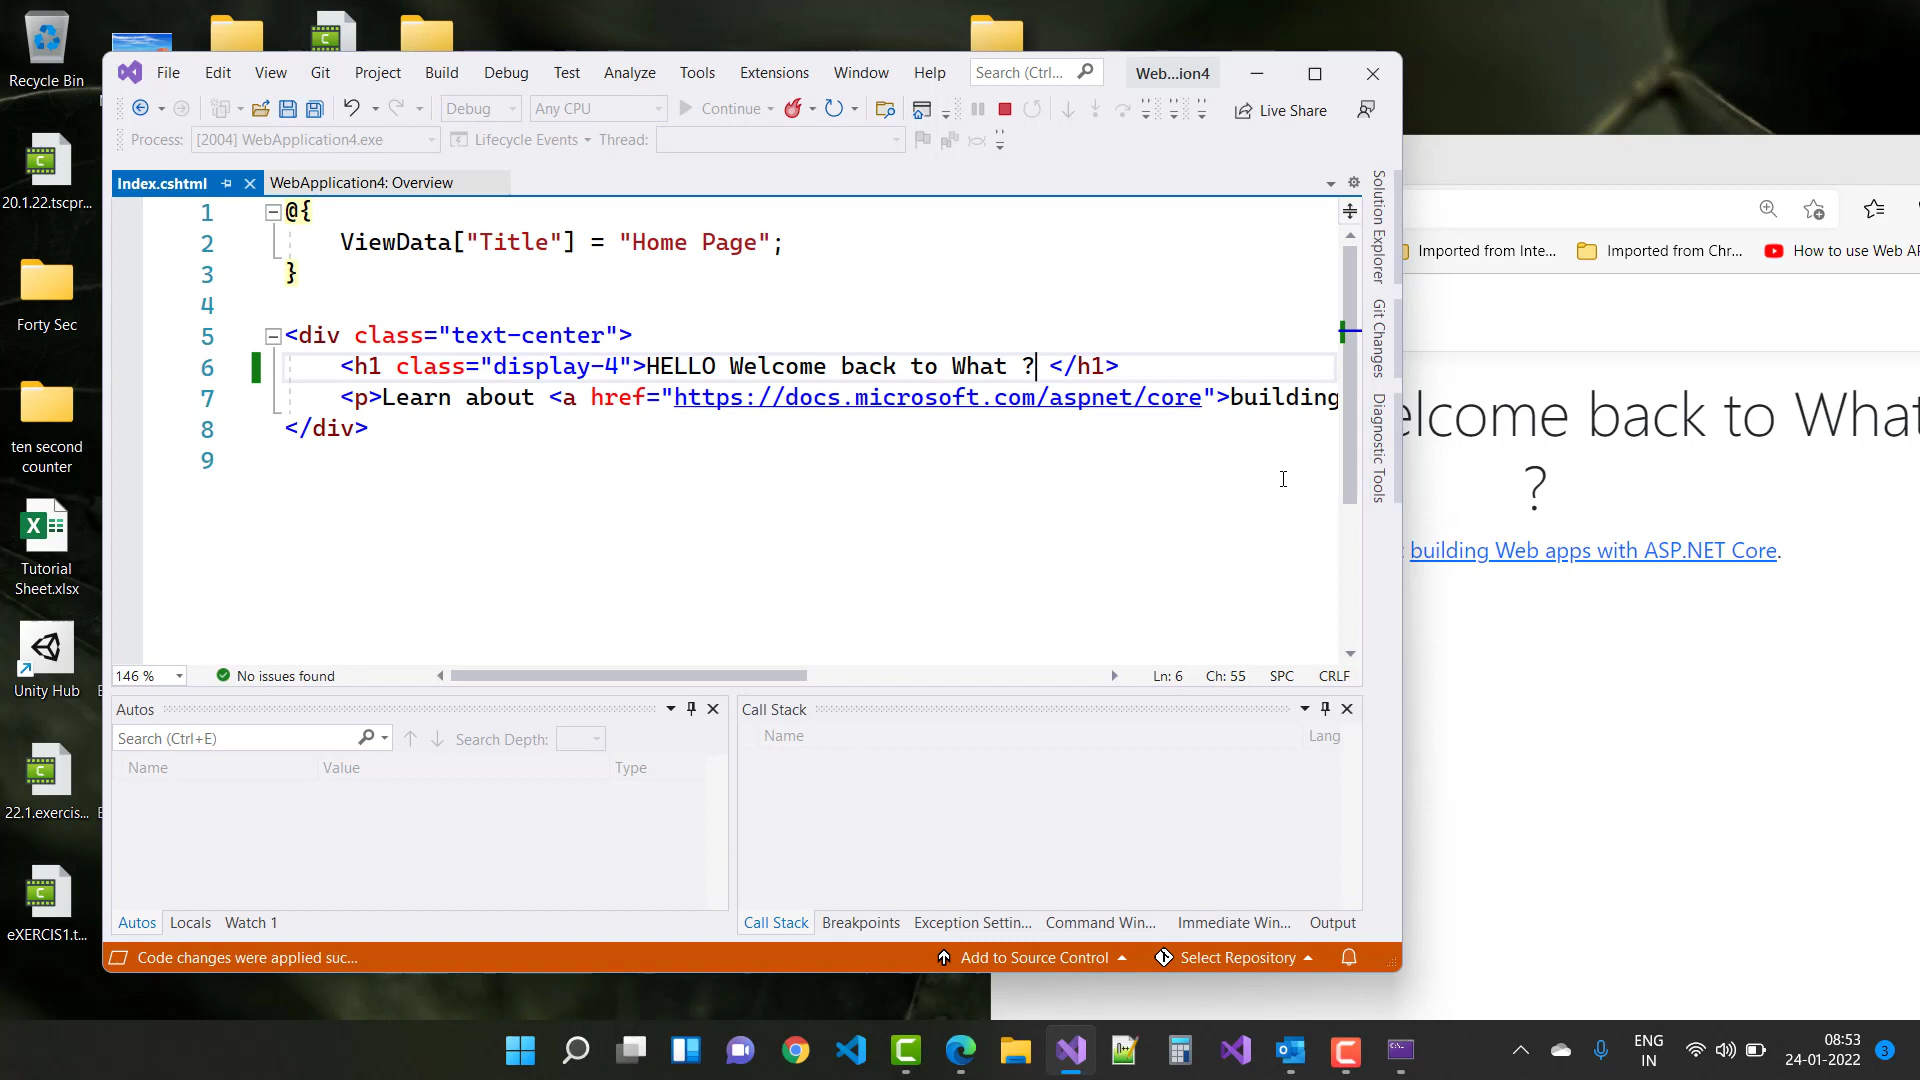 Recycle Bin
20.1.22.tscpr...
Forty Sec
ten second
counter
Tutorial
Sheet.xlsx
Unity Hub
22.1.exercis...
eXERCIS1.t...
File Edit View Git Project Build Debug Test Analyze Tools Extensions Window Help Search (Ctrl... Web...ion4
Debug Any CPU Continue Live Share
Process: [2004] WebApplication4.exe Lifecycle Events Thread:
Index.cshtml WebApplication4: Overview
1 @{
2 ViewData["Title"] = "Home Page";
3 }
4
5 <div class="text-center">
6 <h1 class="display-4">HELLO Welcome back to What ? </h1>
7 <p>Learn about <a href="https://docs.microsoft.com/aspnet/core">building
8 </div>
9
Solution Explorer
Git Changes
Diagnostic Tools
146 % No issues found Ln: 6 Ch: 55 SPC CRLF
Autos
Search (Ctrl+E) Search Depth:
Name Value Type
Autos Locals Watch 1
Call Stack
Name Lang
Call Stack Breakpoints Exception Settin... Command Win... Immediate Win... Output
Code changes were applied suc... Add to Source Control Select Repository
Imported from Inte... Imported from Chr... How to use Web AP
elcome back to What
?
building Web apps with ASP.NET Core.
ENG
IN
08:53
24-01-2022
3